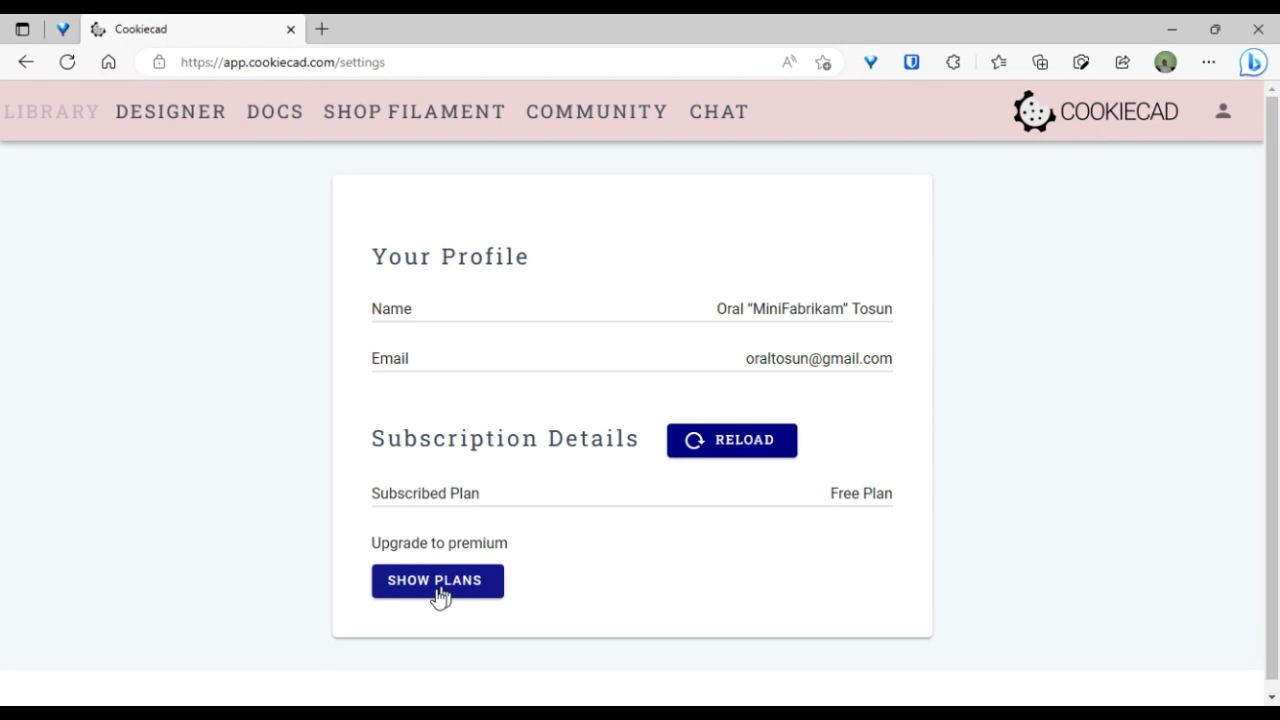 Cookiecad
https://app.cookiecad.com/settings
LIBRARY DESIGNER DOCS SHOP FILAMENT COMMUNITY CHAT COOKIECAD
Your Profile
Name Oral “MiniFabrikam” Tosun
Email oraltosun@gmail.com
Subscription Details RELOAD
Subscribed Plan Free Plan
Upgrade to premium
SHOW PLANS